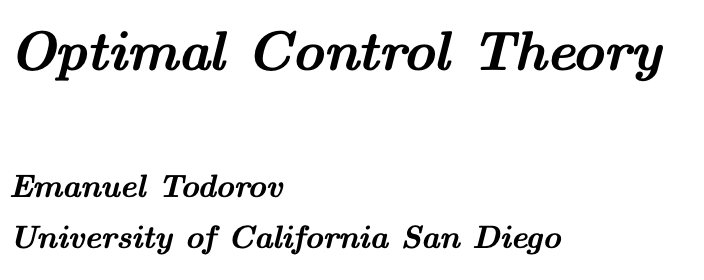 Optimal Control Theory
Emanuel Todorov
University of California San Diego